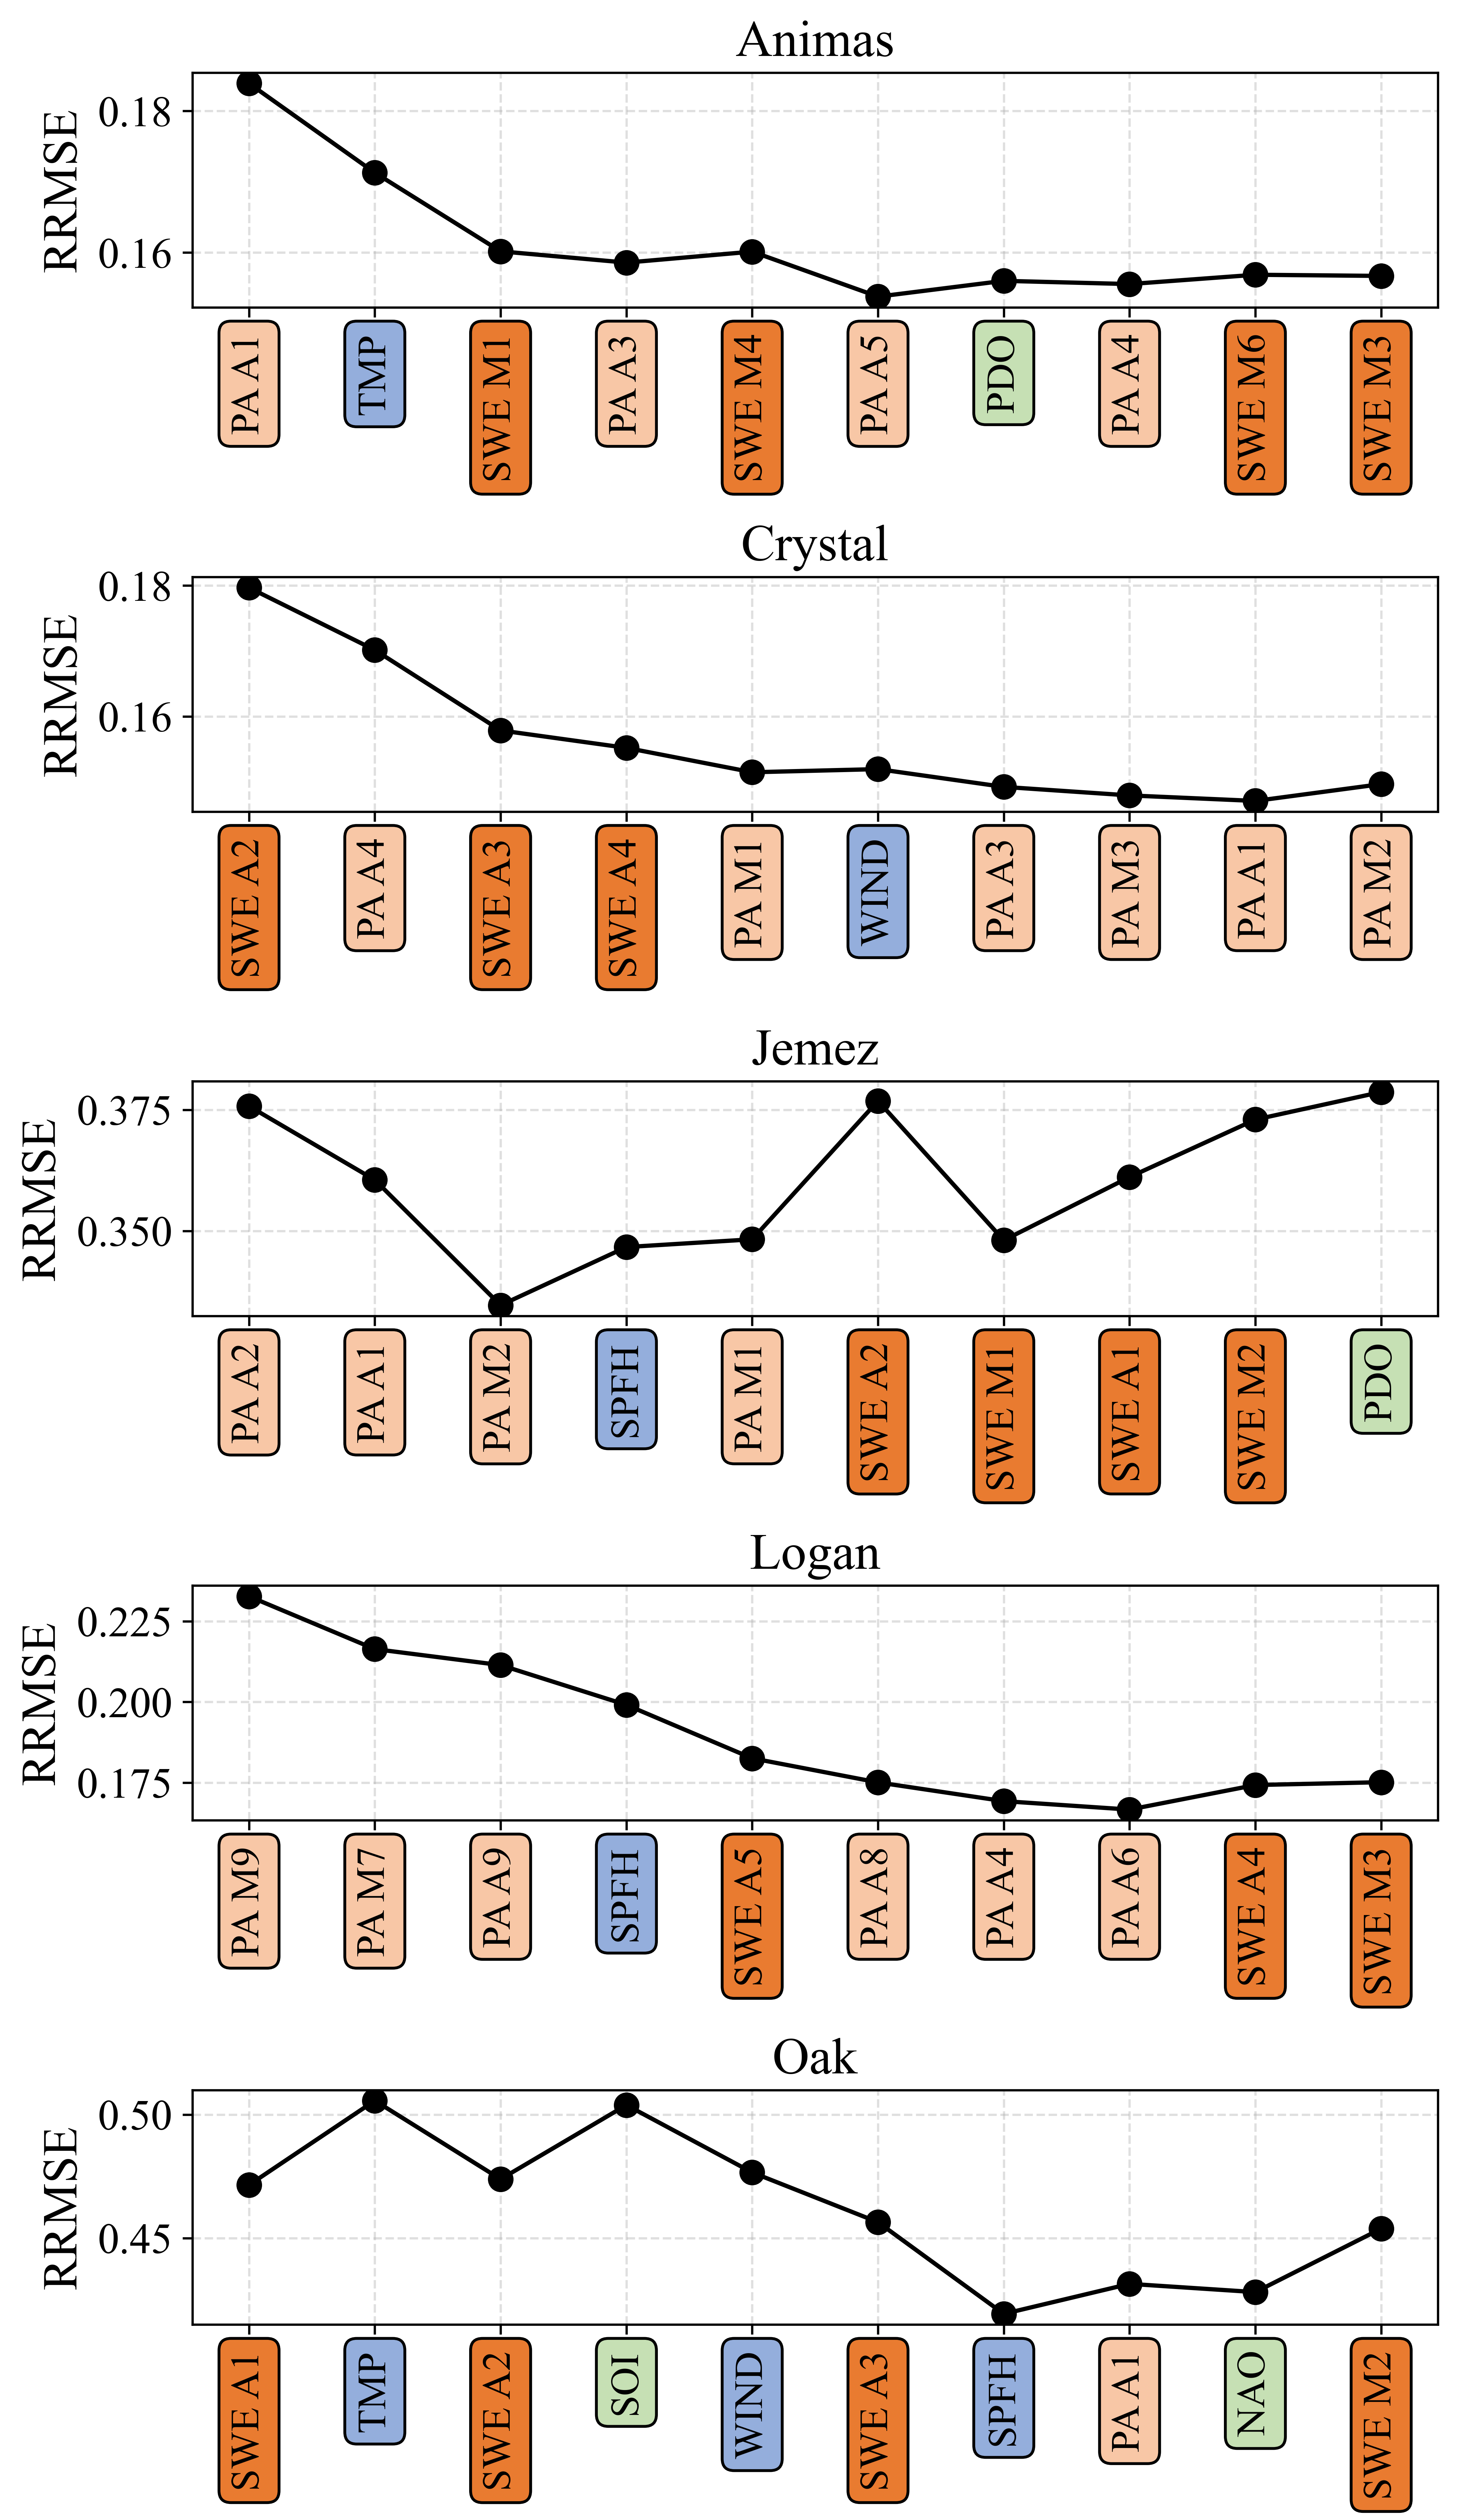 Animas
RRMSE
0.18
0.16
PA A1
TMP
SWE M1
PA A3
SWE M4
PA A5
PDO
PA A4
SWE M6
SWE M3
Crystal
RRMSE
0.18
0.16
SWE A2
PA A4
SWE A3
SWE A4
PA M1
WIND
PA A3
PA M3
PA A1
PA M2
Jemez
RRMSE
0.375
0.350
PA A2
PA A1
PA M2
SPFH
PA M1
SWE A2
SWE M1
SWE A1
SWE M2
PDO
Logan
RRMSE
0.225
0.200
0.175
PA M9
PA M7
PA A9
SPFH
SWE A5
PA A8
PA A4
PA A6
SWE A4
SWE M3
Oak
RRMSE
0.50
0.45
SWE A1
TMP
SWE A2
SOI
WIND
SWE A3
SPFH
PA A1
NAO
SWE M2